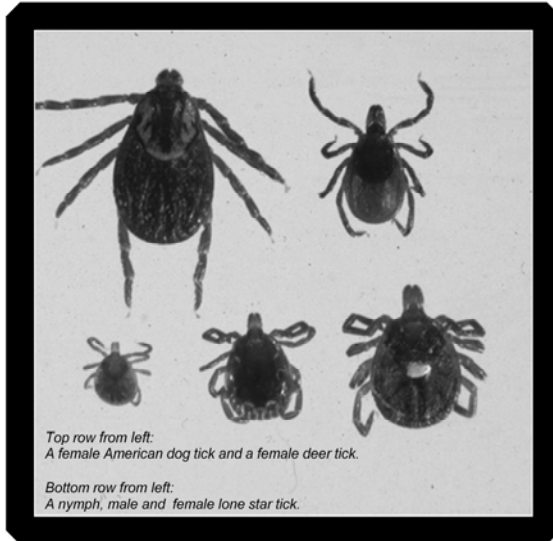 Top row from left:
A female American dog tick and a female deer tick.
Bottom row from left:
A nymph, male and female lone star tick.